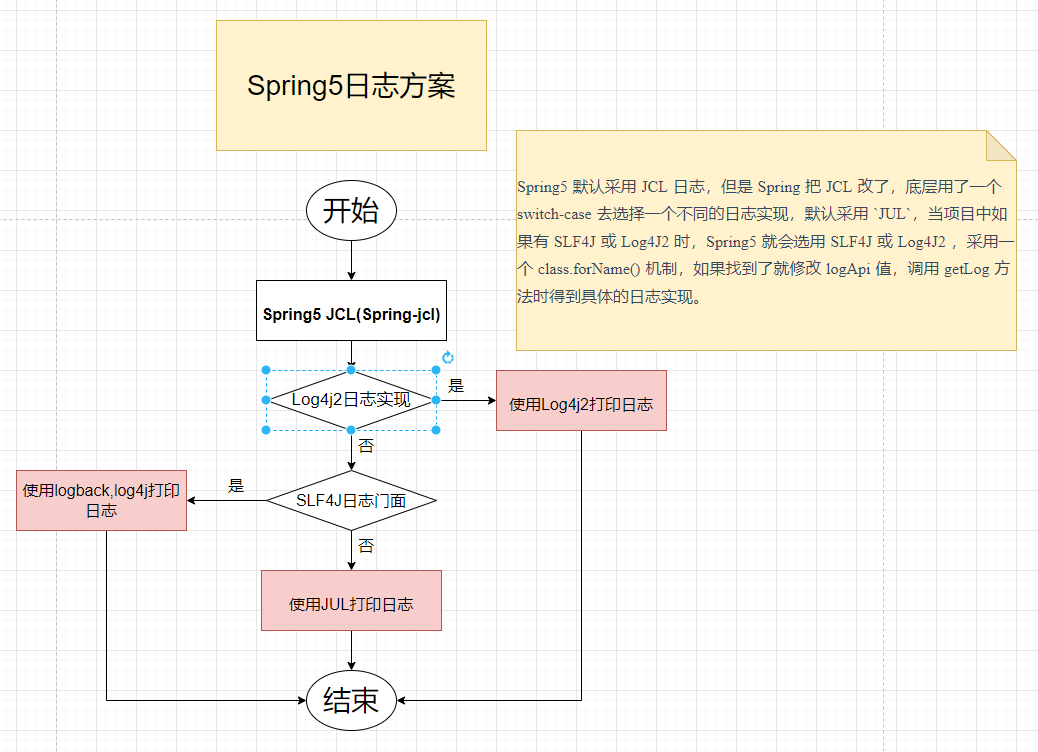 Spring5日志方案
Spring5 默认采用 JCL 日志，但是 Spring 把 JCL 改了，底层用了一个
switch-case 去选择一个不同的日志实现，默认采用 `JUL`，当项目中如
果有 SLF4J 或 Log4J2 时，Spring5 就会选用 SLF4J 或 Log4J2 ，采用一
个 class.forName() 机制，如果找到了就修改 logApi 值，调用 getLog 方
法时得到具体的日志实现。
开始
Spring5 JCL(Spring-jcl)
Log4j2日志实现
是
使用Log4j2打印日志
否
SLF4J日志门面
是
使用logback,log4j打印
日志
否
使用JUL打印日志
结束